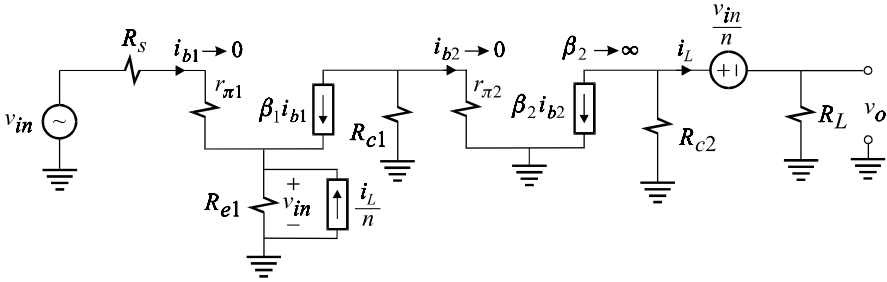 v_in/n
R_s
i_b1→0
i_b2→0
β_2→∞
i_L
+−
r_π1
β_1 i_b1
r_π2
β_2 i_b2
v_in
~
R_c1
R_c2
R_L
v_o
R_e1
+
v_in
−
i_L/n